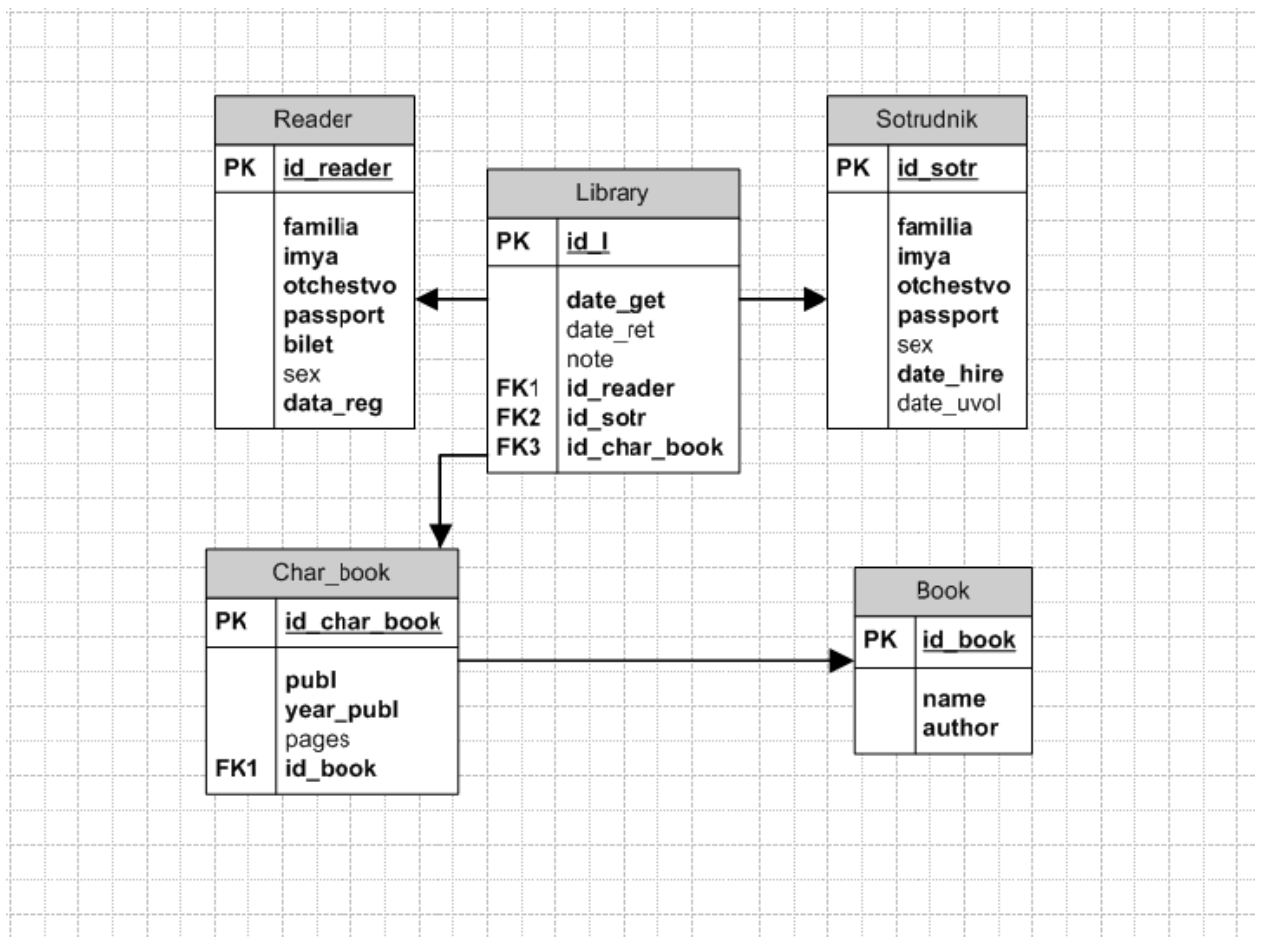 Reader
PK id_reader
familia
imya
otchestvo
passport
bilet
sex
data_reg
Library
PK id_l
date_get
date_ret
note
FK1 id_reader
FK2 id_sotr
FK3 id_char_book
Sotrudnik
PK id_sotr
familia
imya
otchestvo
passport
sex
date_hire
date_uvol
Char_book
PK id_char_book
publ
year_publ
pages
FK1 id_book
Book
PK id_book
name
author